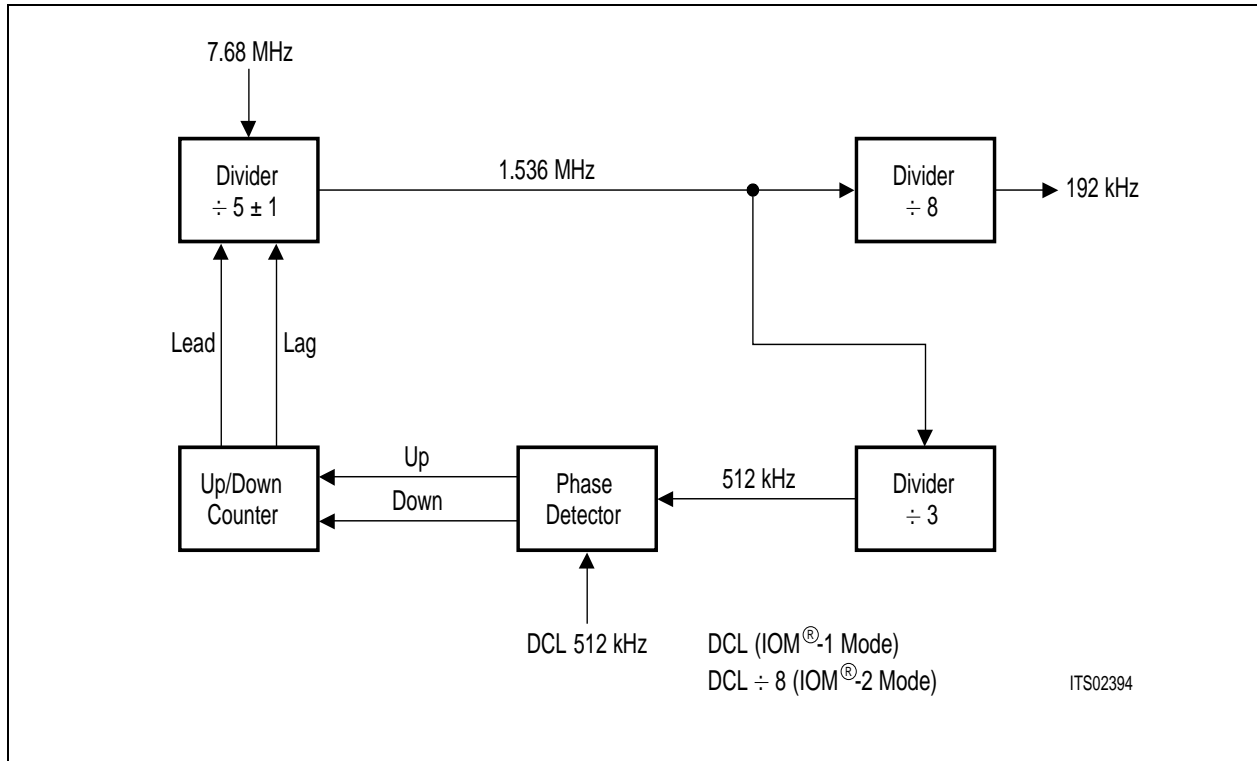 7.68 MHz
Divider
÷ 5 ± 1
1.536 MHz
Divider
÷ 8
192 kHz
Lead
Lag
Up/Down
Counter
Up
Down
Phase
Detector
512 kHz
Divider
÷ 3
DCL 512 kHz
DCL (IOM®-1 Mode)
DCL ÷ 8 (IOM®-2 Mode)
ITS02394